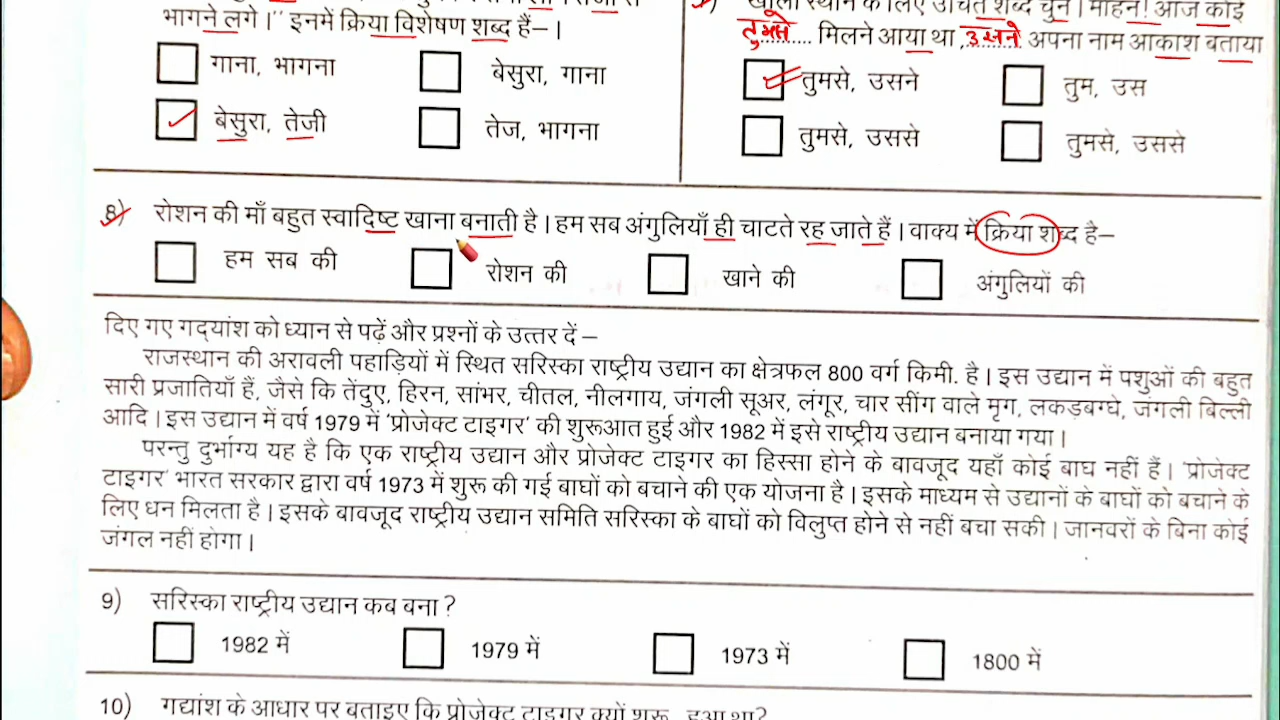 भागने लगे ।" इनमें क्रिया विशेषण शब्द हैं– ।
गाना, भागना
बेसुरा, गाना
बेसुरा, तेजी
तेज, भागना
खाली स्थान के लिए उचित शब्द चुनें । मोहन! आज कोई
तुमसे......... मिलने आया था ,उसने........ अपना नाम आकाश बताया
तुमसे, उसने
तुम, उस
तुमसे, उससे
तुमसे, उससे
8) रोशन की माँ बहुत स्वादिष्ट खाना बनाती है । हम सब अंगुलियाँ ही चाटते रह जाते हैं । वाक्य में क्रिया शब्द है–
हम सब की
रोशन की
खाने की
अंगुलियों की
दिए गए गद्‌यांश को ध्यान से पढ़ें और प्रश्नों के उत्तर दें –
राजस्थान की अरावली पहाड़ियों में स्थित सरिस्का राष्ट्रीय उद्यान का क्षेत्रफल 800 वर्ग किमी. है । इस उद्यान में पशुओं की बहुत
सारी प्रजातियाँ हैं, जैसे कि तेंदुए, हिरन, सांभर, चीतल, नीलगाय, जंगली सूअर, लंगूर, चार सींग वाले मृग, लकड़बग्घे, जंगली बिल्ली
आदि । इस उद्यान में वर्ष 1979 में 'प्रोजेक्ट टाइगर' की शुरूआत हुई और 1982 में इसे राष्ट्रीय उद्यान बनाया गया ।
परन्तु दुर्भाग्य यह है कि एक राष्ट्रीय उद्यान और प्रोजेक्ट टाइगर का हिस्सा होने के बावजूद यहाँ कोई बाघ नहीं हैं । 'प्रोजेक्ट
टाइगर' भारत सरकार द्वारा वर्ष 1973 में शुरू की गई बाघों को बचाने की एक योजना है । इसके माध्यम से उद्यानों के बाघों को बचाने के
लिए धन मिलता है । इसके बावजूद राष्ट्रीय उद्यान समिति सरिस्का के बाघों को विलुप्त होने से नहीं बचा सकी । जानवरों के बिना कोई
जंगल नहीं होगा ।
9) सरिस्का राष्ट्रीय उद्यान कब बना ?
1982 में
1979 में
1973 में
1800 में
10) गद्यांश के आधार पर बताइए कि प्रोजेक्ट टाइगर क्यों शुरू हुआ था?